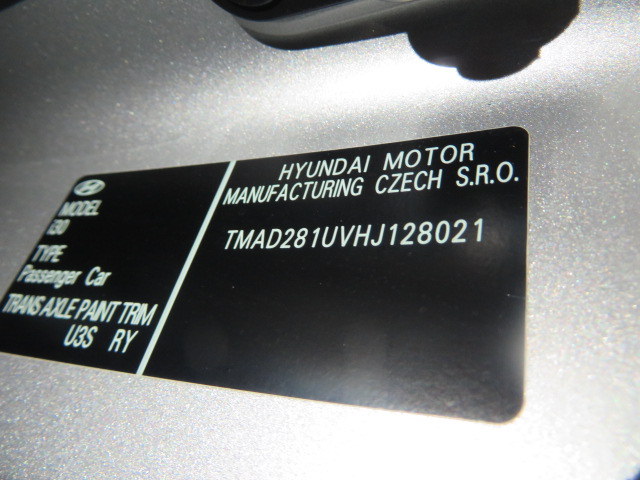 MODEL
i30
TYPE
Passenger Car
TRANS AXLE PAINT TRIM
U3S RY
HYUNDAI MOTOR
MANUFACTURING CZECH S.R.O.
TMAD281UVHJ128021